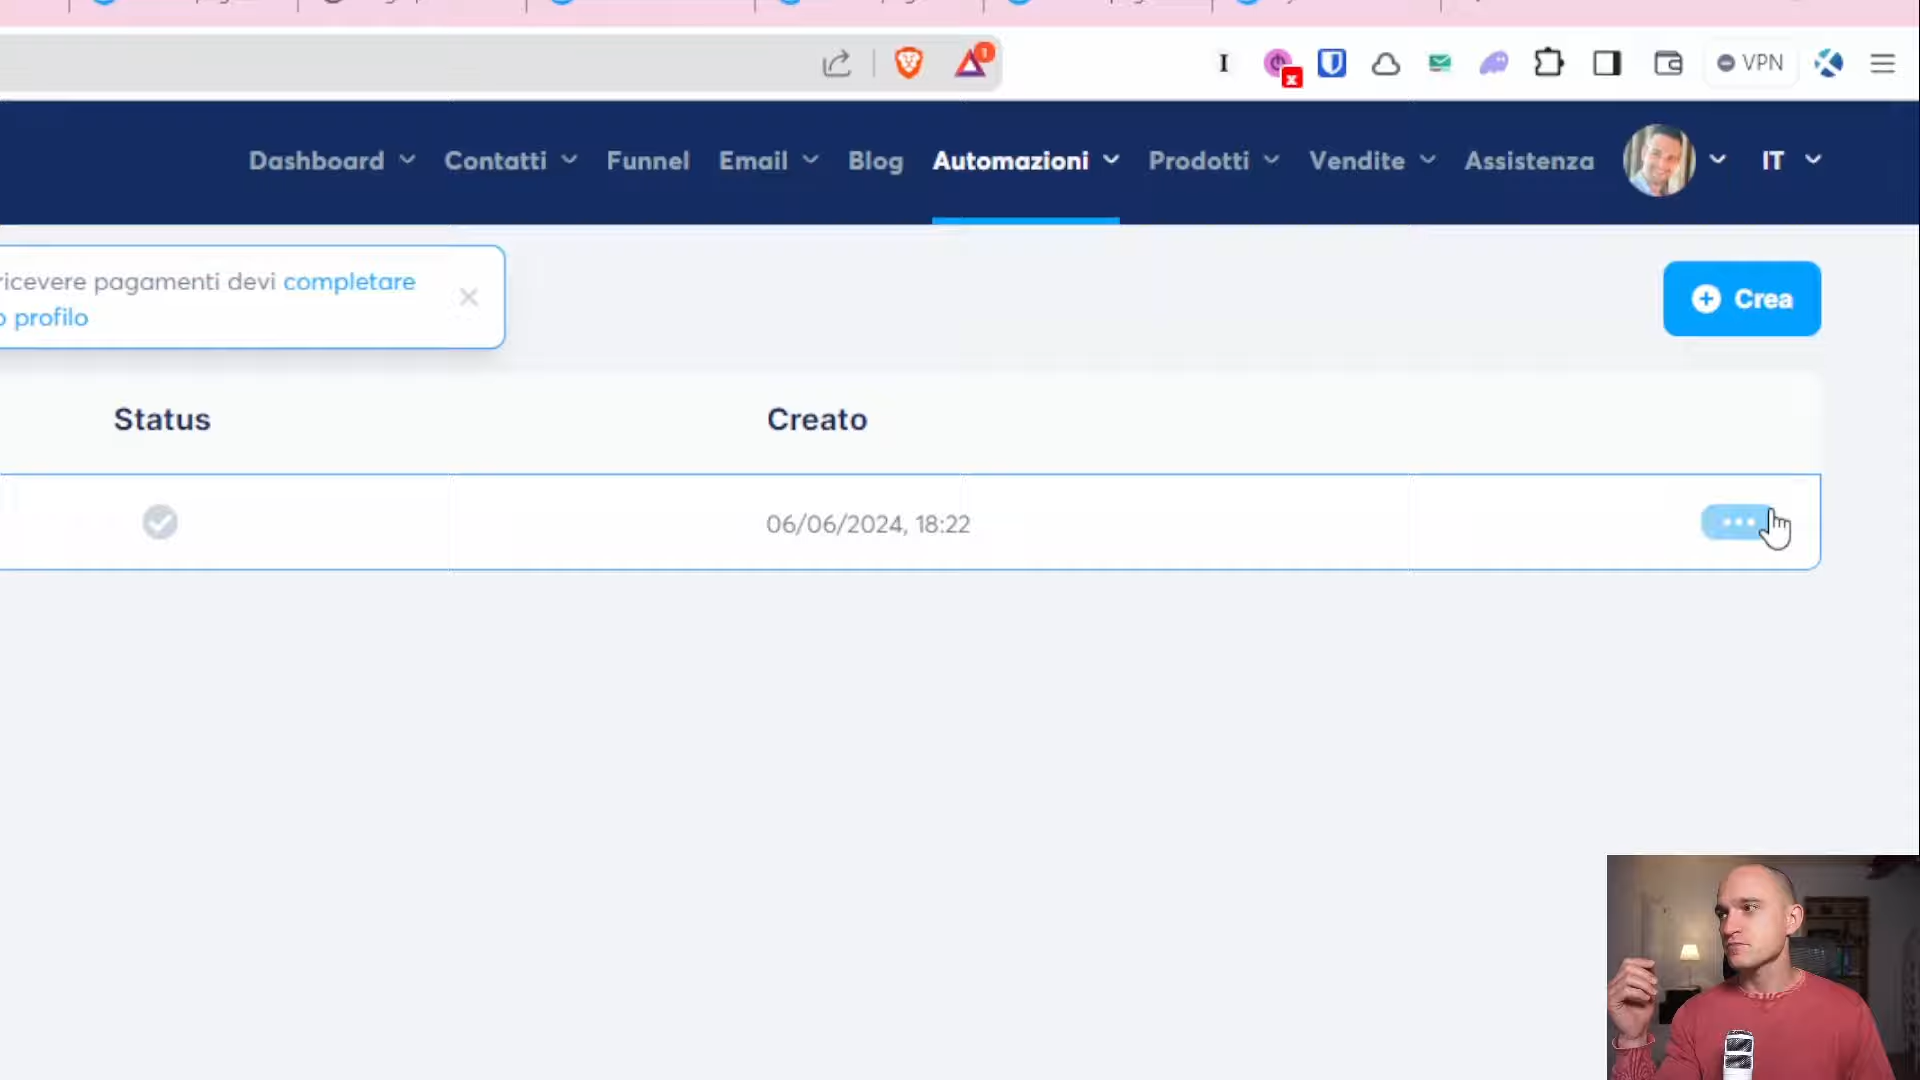 1
I
x
VPN
Dashboard Contatti Funnel Email Blog Automazioni Prodotti Vendite Assistenza IT
ricevere pagamenti devi completare
profilo
Crea
Status Creato
06/06/2024, 18:22